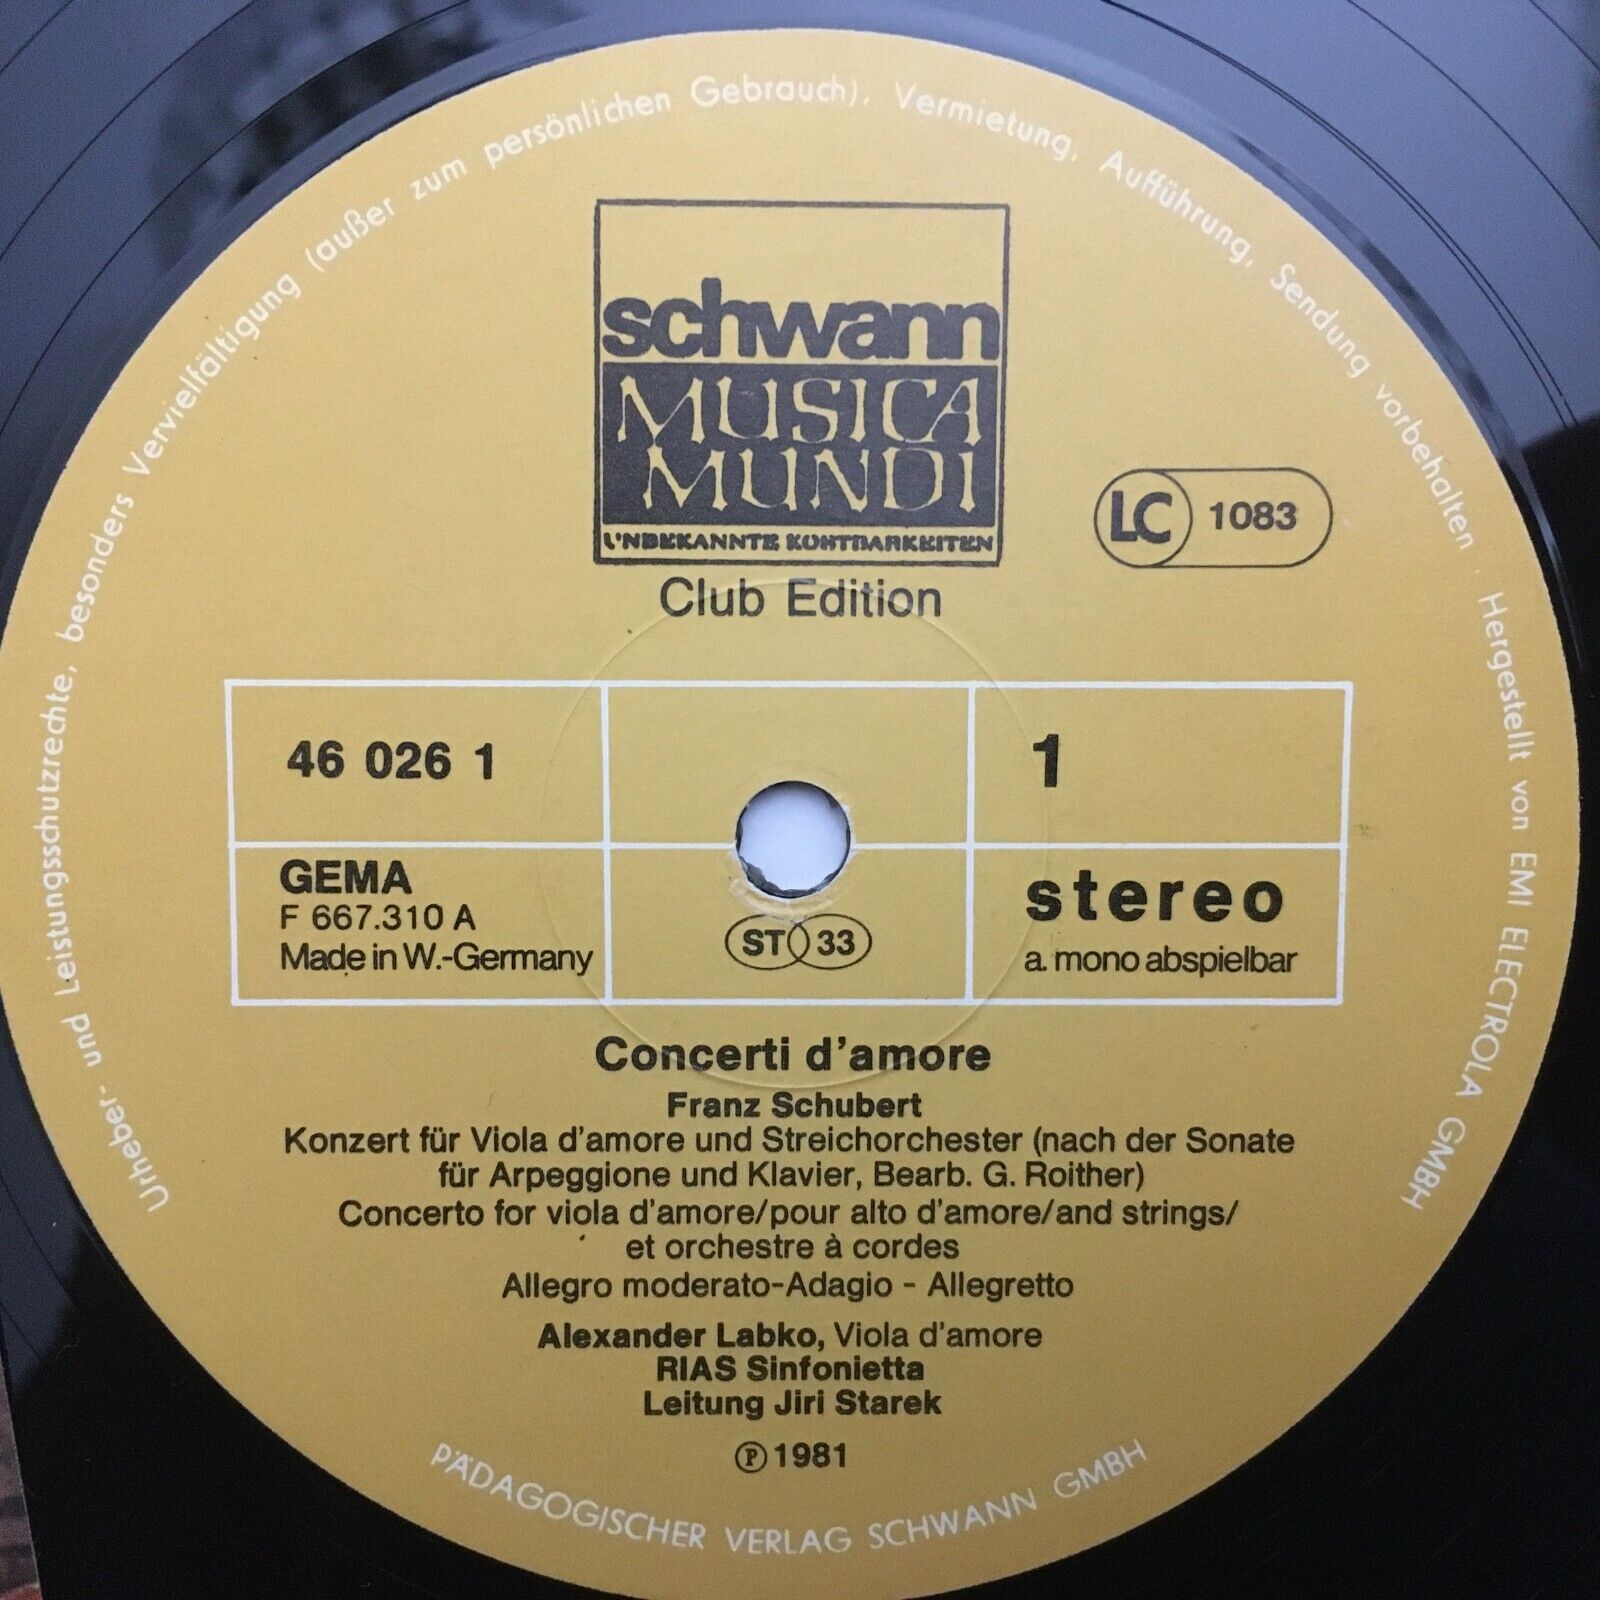 Urheber- und Leistungsschutzrechte, besonders Vervielfältigung (außer zum persönlichen Gebrauch), Vermietung, Aufführung, Sendung vorbehalten
schwann
MUSICA
MUNDI
UNBEKANNTE KOHTBARKEITEN
LC 1083
Club Edition
Hergestellt von EMI ELECTROLA GMBH
46 026 1
1
GEMA
F 667.310 A
Made in W.-Germany
ST 33
stereo
a. mono abspielbar
Concerti d'amore
Franz Schubert
Konzert für Viola d'amore und Streichorchester (nach der Sonate
für Arpeggione und Klavier, Bearb. G. Roither)
Concerto for viola d'amore/pour alto d'amore/and strings/
et orchestre à cordes
Allegro moderato-Adagio - Allegretto
Alexander Labko, Viola d'amore
RIAS Sinfonietta
Leitung Jiri Starek
℗ 1981
PÄDAGOGISCHER VERLAG SCHWANN GMBH